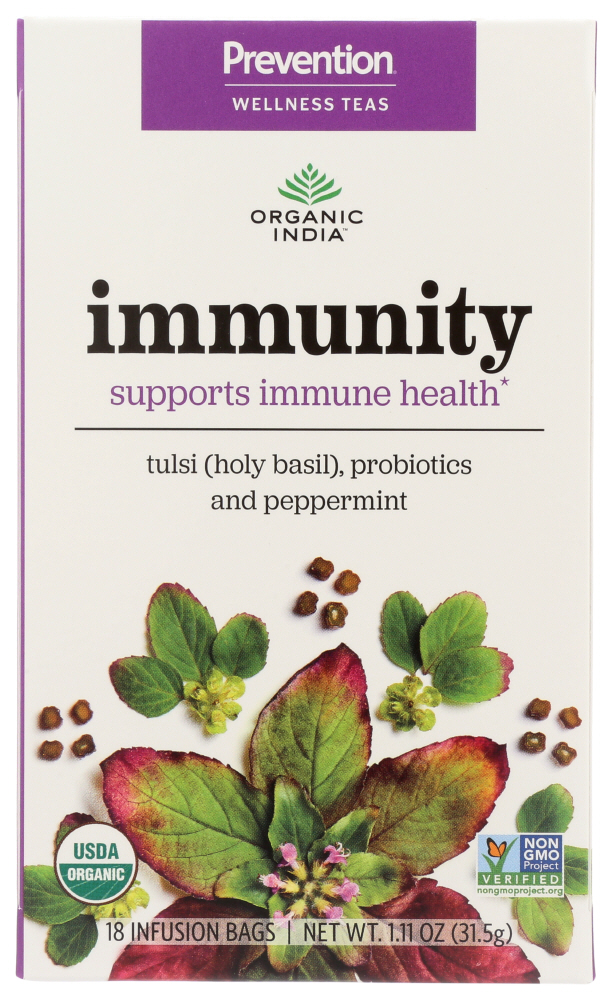 Prevention.
WELLNESS TEAS
ORGANIC
INDIA™
immunity
supports immune health*
tulsi (holy basil), probiotics
and peppermint
USDA
ORGANIC
NON
GMO
Project
VERIFIED
nongmoproject.org
18 INFUSION BAGS | NET WT. 1.11 OZ (31.5g)